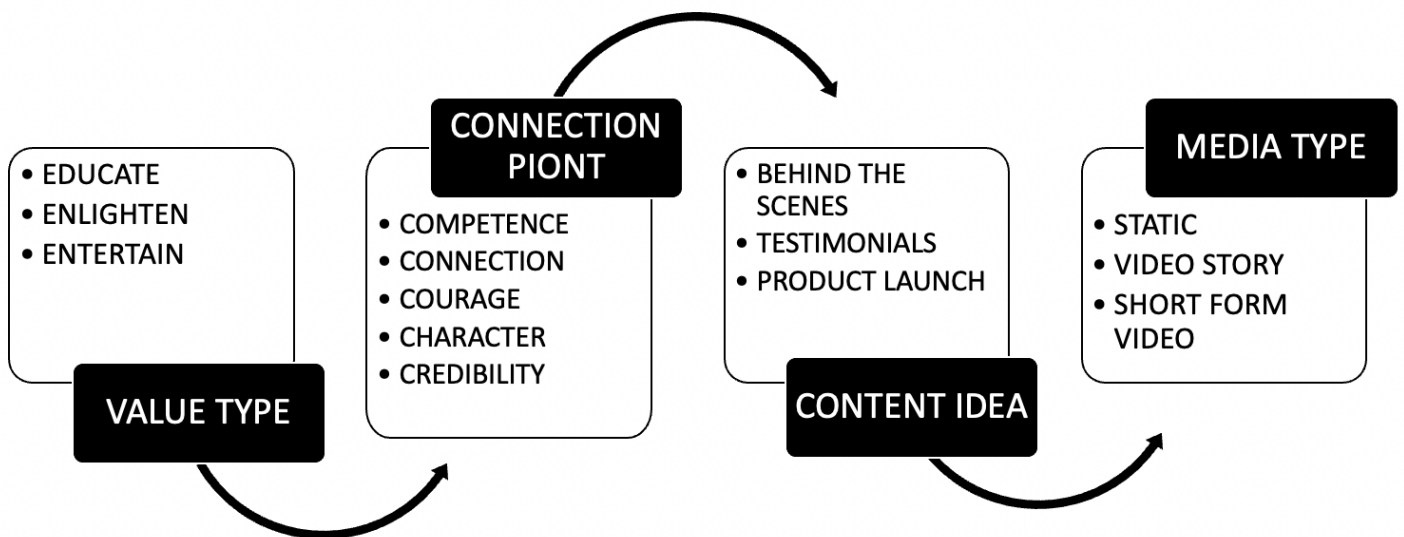 • EDUCATE
• ENLIGHTEN
• ENTERTAIN
VALUE TYPE
CONNECTION
PIONT
• COMPETENCE
• CONNECTION
• COURAGE
• CHARACTER
• CREDIBILITY
• BEHIND THE
SCENES
• TESTIMONIALS
• PRODUCT LAUNCH
CONTENT IDEA
MEDIA TYPE
• STATIC
• VIDEO STORY
• SHORT FORM
VIDEO